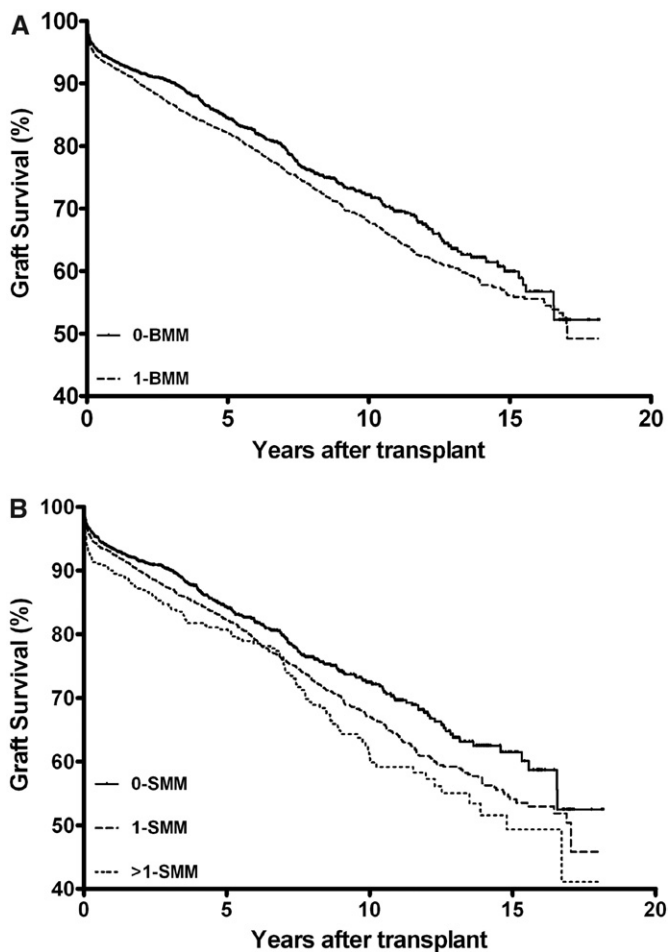 A
100
90
80
70
60
50
40
Graft Survival (%)
0-BMM
1-BMM
0
5
10
15
20
Years after transplant
B
100
90
80
70
60
50
40
Graft Survival (%)
0-SMM
1-SMM
>1-SMM
0
5
10
15
20
Years after transplant